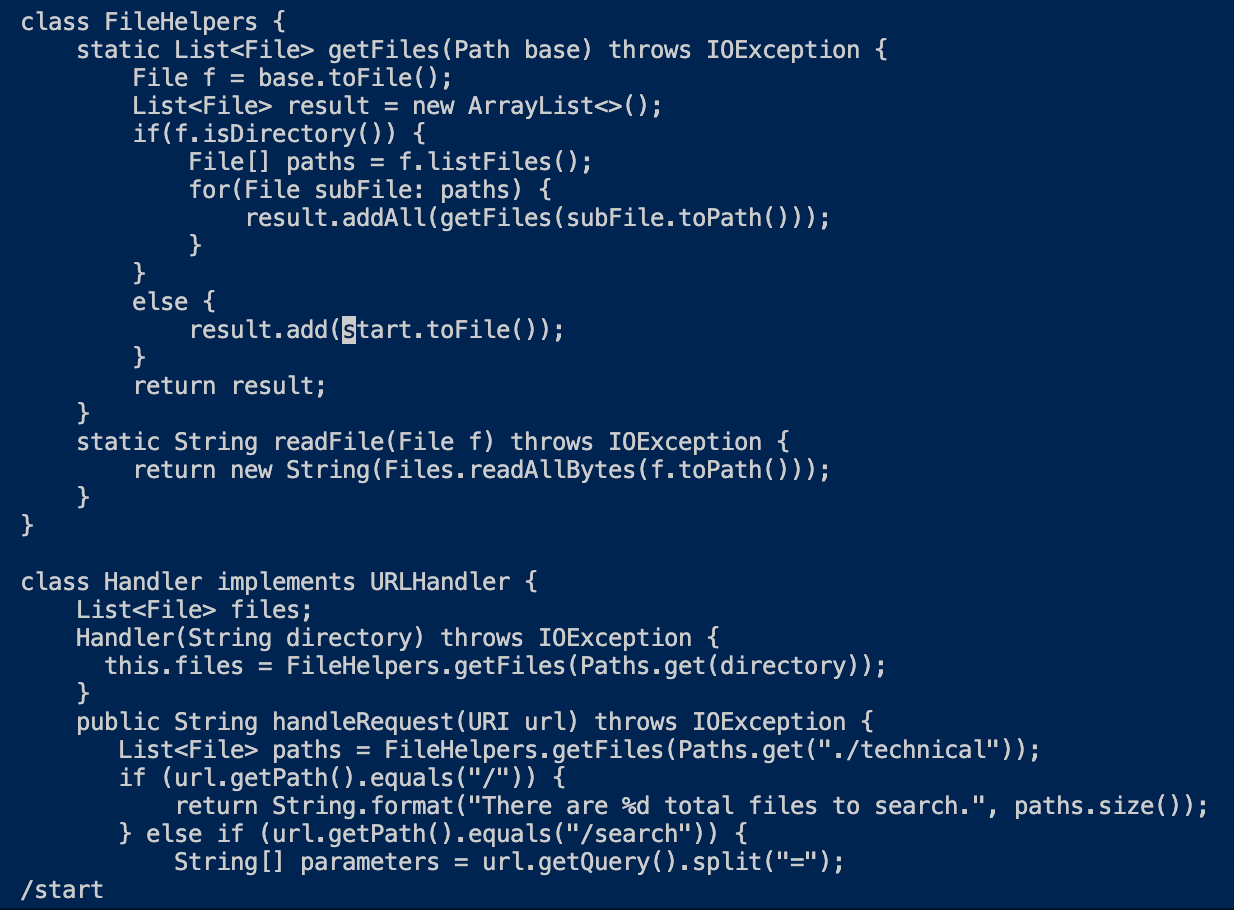 class FileHelpers {
    static List<File> getFiles(Path base) throws IOException {
        File f = base.toFile();
        List<File> result = new ArrayList<>();
        if(f.isDirectory()) {
            File[] paths = f.listFiles();
            for(File subFile: paths) {
                result.addAll(getFiles(subFile.toPath()));
            }
        }
        else {
            result.add(start.toFile());
        }
        return result;
    }
    static String readFile(File f) throws IOException {
        return new String(Files.readAllBytes(f.toPath()));
    }
}

class Handler implements URLHandler {
    List<File> files;
    Handler(String directory) throws IOException {
      this.files = FileHelpers.getFiles(Paths.get(directory));
    }
    public String handleRequest(URI url) throws IOException {
       List<File> paths = FileHelpers.getFiles(Paths.get("./technical"));
       if (url.getPath().equals("/")) {
           return String.format("There are %d total files to search.", paths.size());
       } else if (url.getPath().equals("/search")) {
           String[] parameters = url.getQuery().split("=");
/start